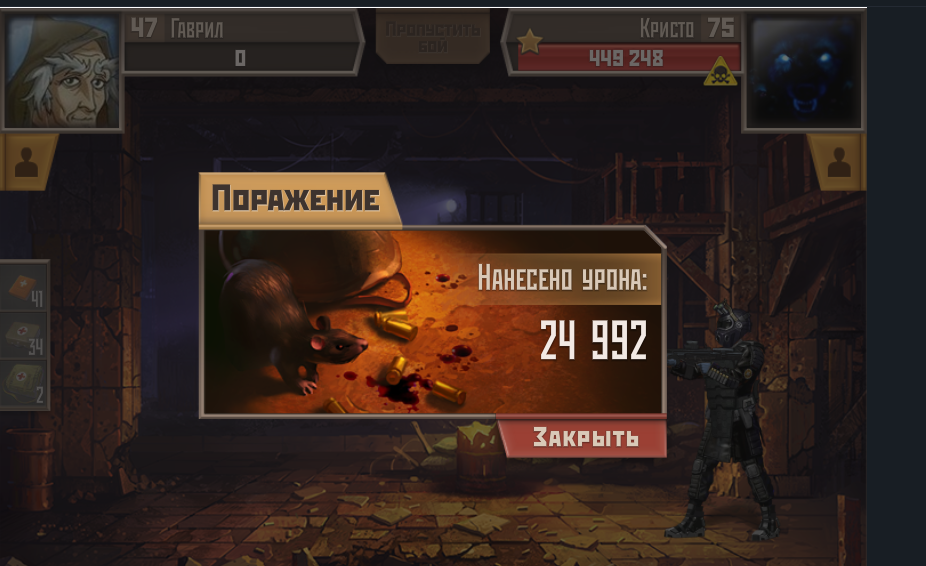 47 Гаврил
0
Пропустить
бой
Кристо 75
449 248
Поражение
Нанесено урона:
24 992
41
34
2
Закрыть